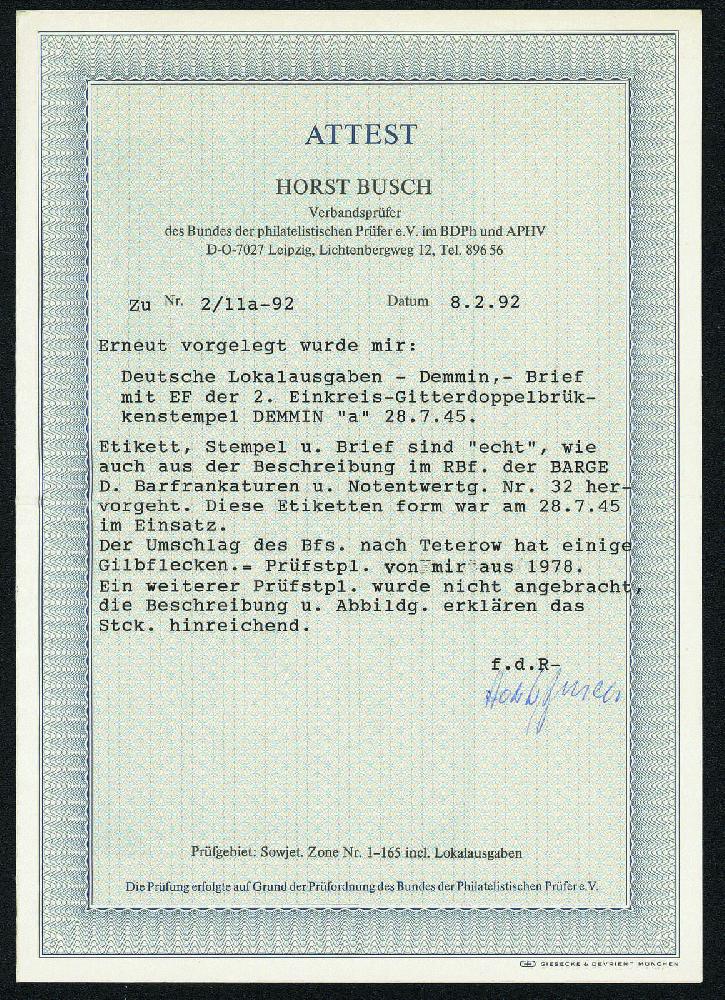 ATTEST
HORST BUSCH
Verbandsprüfer
des Bundes der philatelistischen Prüfer e.V. im BDPh und APHV
D-O-7027 Leipzig, Lichtenbergweg 12, Tel. 896 56
Zu Nr. 2/11a-92 Datum 8.2.92
Erneut vorgelegt wurde mir:
Deutsche Lokalausgaben - Demmin,- Brief
mit EF der 2. Einkreis-Gitterdoppelbrük-
kenstempel DEMMIN "a" 28.7.45.
Etikett, Stempel u. Brief sind "echt", wie
auch aus der Beschreibung im RBf. der BARGE
D. Barfrankaturen u. Notentwertg. Nr. 32 her-
vorgeht. Diese Etiketten form war am 28.7.45
im Einsatz.
Der Umschlag des Bfs. nach Teterow hat einige
Gilbflecken.= Prüfstpl. von mir aus 1978.
Ein weiterer Prüfstpl. wurde nicht angebracht,
die Beschreibung u. Abbildg. erklären das
Stck. hinreichend.
f.d.R-
Prüfgebiet: Sowjet. Zone Nr. 1-165 incl. Lokalausgaben
Die Prüfung erfolgte auf Grund der Prüfordnung des Bundes der Philatelistischen Prüfer e.V.
GIESECKE & DEVRIENT MÜNCHEN